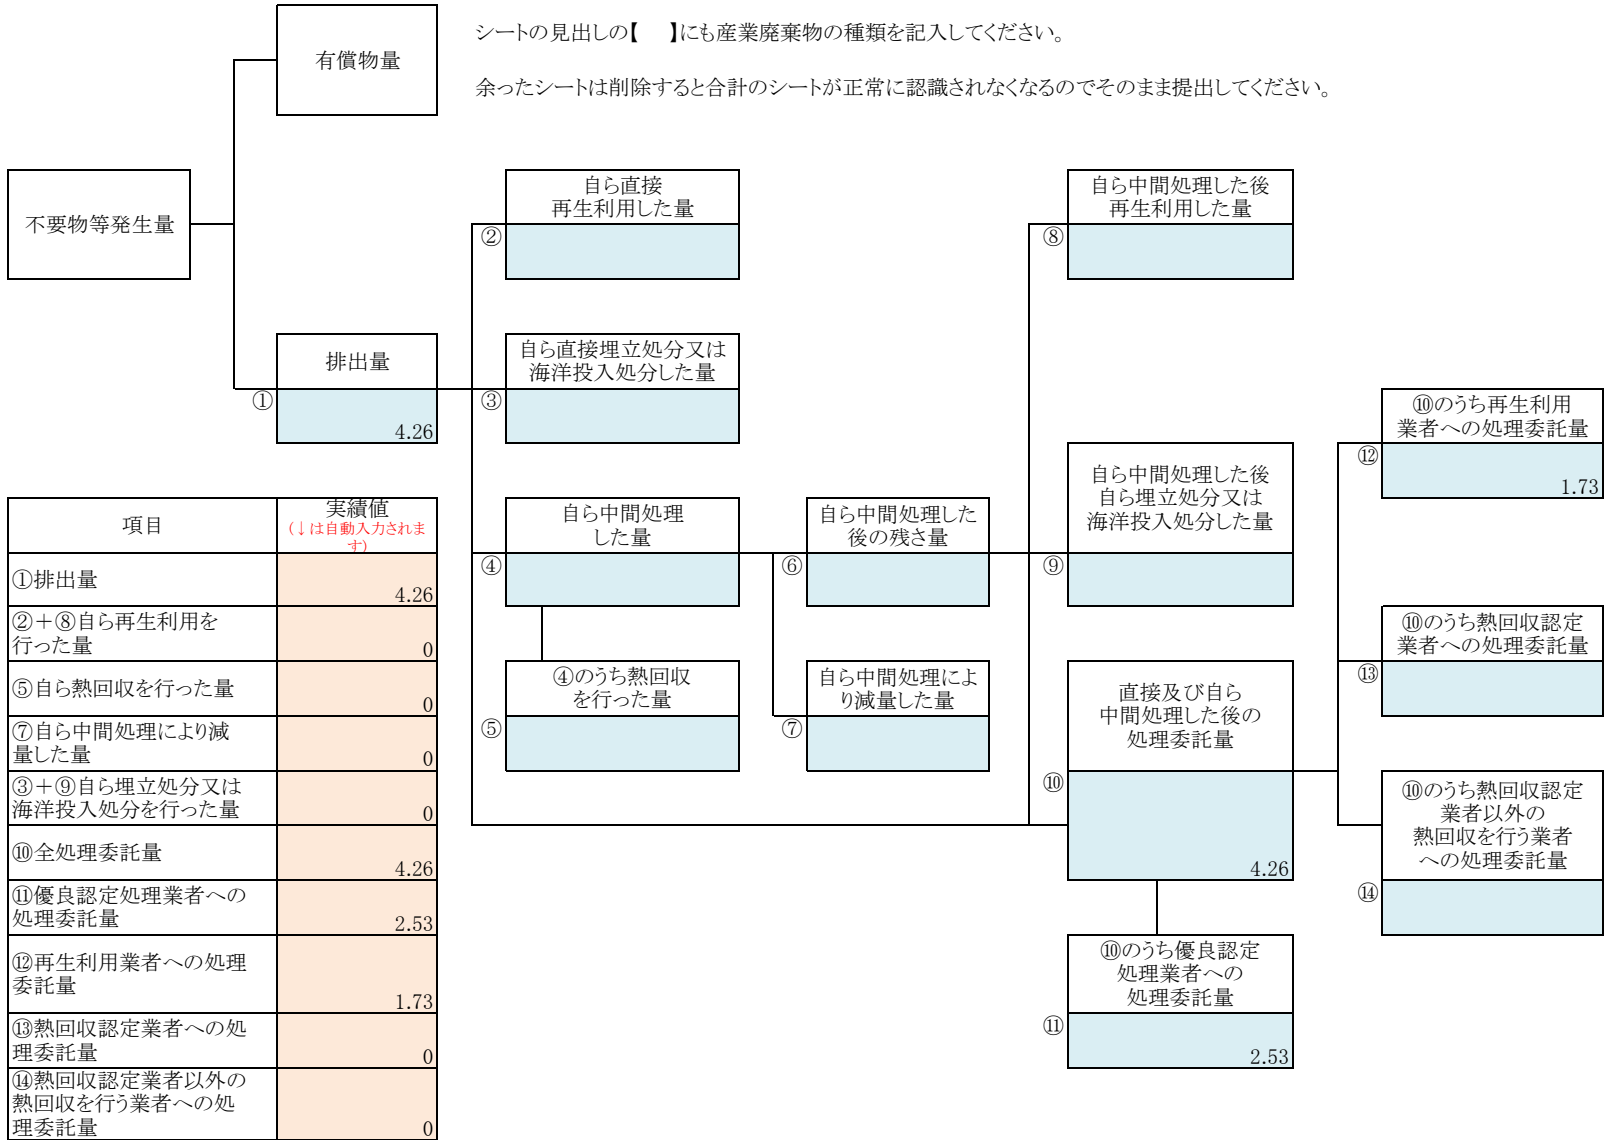 シートの見出しの【　】にも産業廃棄物の種類を記入してください。
有償物量
余ったシートは削除すると合計のシートが正常に認識されなくなるのでそのまま提出してください。
不要物等発生量
自ら直接
再生利用した量
②
自ら中間処理した後
再生利用した量
⑧
排出量
①
4.26
自ら直接埋立処分又は
海洋投入処分した量
③
⑩のうち再生利用
業者への処理委託量
⑫
1.73
自ら中間処理
した量
④
自ら中間処理した
後の残さ量
⑥
自ら中間処理した後
自ら埋立処分又は
海洋投入処分した量
⑨
⑩のうち熱回収認定
業者への処理委託量
⑬
④のうち熱回収
を行った量
⑤
自ら中間処理によ
り減量した量
⑦
直接及び自ら
中間処理した後の
処理委託量
⑩
4.26
⑩のうち熱回収認定
業者以外の
熱回収を行う業者
への処理委託量
⑭
⑩のうち優良認定
処理業者への
処理委託量
⑪
2.53
項目
実績値
(↓は自動入力されま
す)
①排出量
4.26
②＋⑧自ら再生利用を
行った量
0
⑤自ら熱回収を行った量
0
⑦自ら中間処理により減
量した量
0
③＋⑨自ら埋立処分又は
海洋投入処分を行った量
0
⑩全処理委託量
4.26
⑪優良認定処理業者への
処理委託量
2.53
⑫再生利用業者への処理
委託量
1.73
⑬熱回収認定業者への処
理委託量
0
⑭熱回収認定業者以外の
熱回収を行う業者への処
理委託量
0